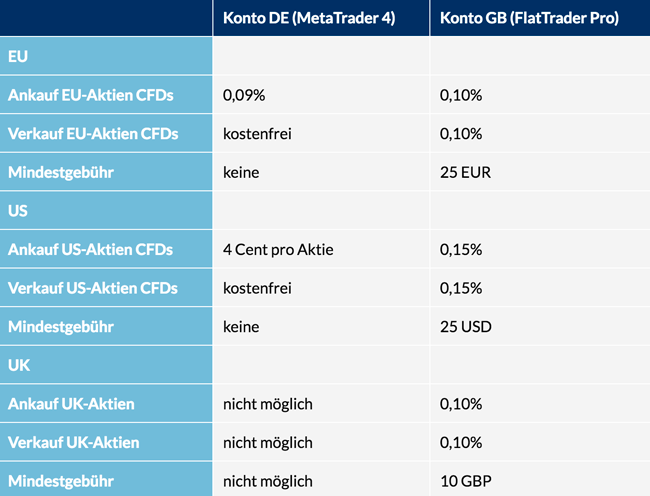 Konto DE (MetaTrader 4) Konto GB (FlatTrader Pro)
EU
Ankauf EU-Aktien CFDs 0,09% 0,10%
Verkauf EU-Aktien CFDs kostenfrei 0,10%
Mindestgebühr keine 25 EUR
US
Ankauf US-Aktien CFDs 4 Cent pro Aktie 0,15%
Verkauf US-Aktien CFDs kostenfrei 0,15%
Mindestgebühr keine 25 USD
UK
Ankauf UK-Aktien nicht möglich 0,10%
Verkauf UK-Aktien nicht möglich 0,10%
Mindestgebühr nicht möglich 10 GBP